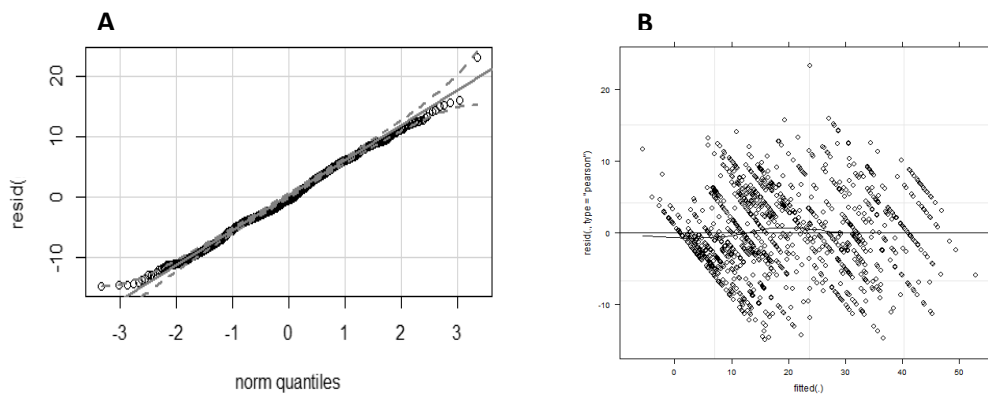 A
resid(
20
10
0
-10
-3 -2 -1 0 1 2 3
norm quantiles
B
resid(., type = "pearson")
20
10
0
-10
0 10 20 30 40 50
fitted(.)